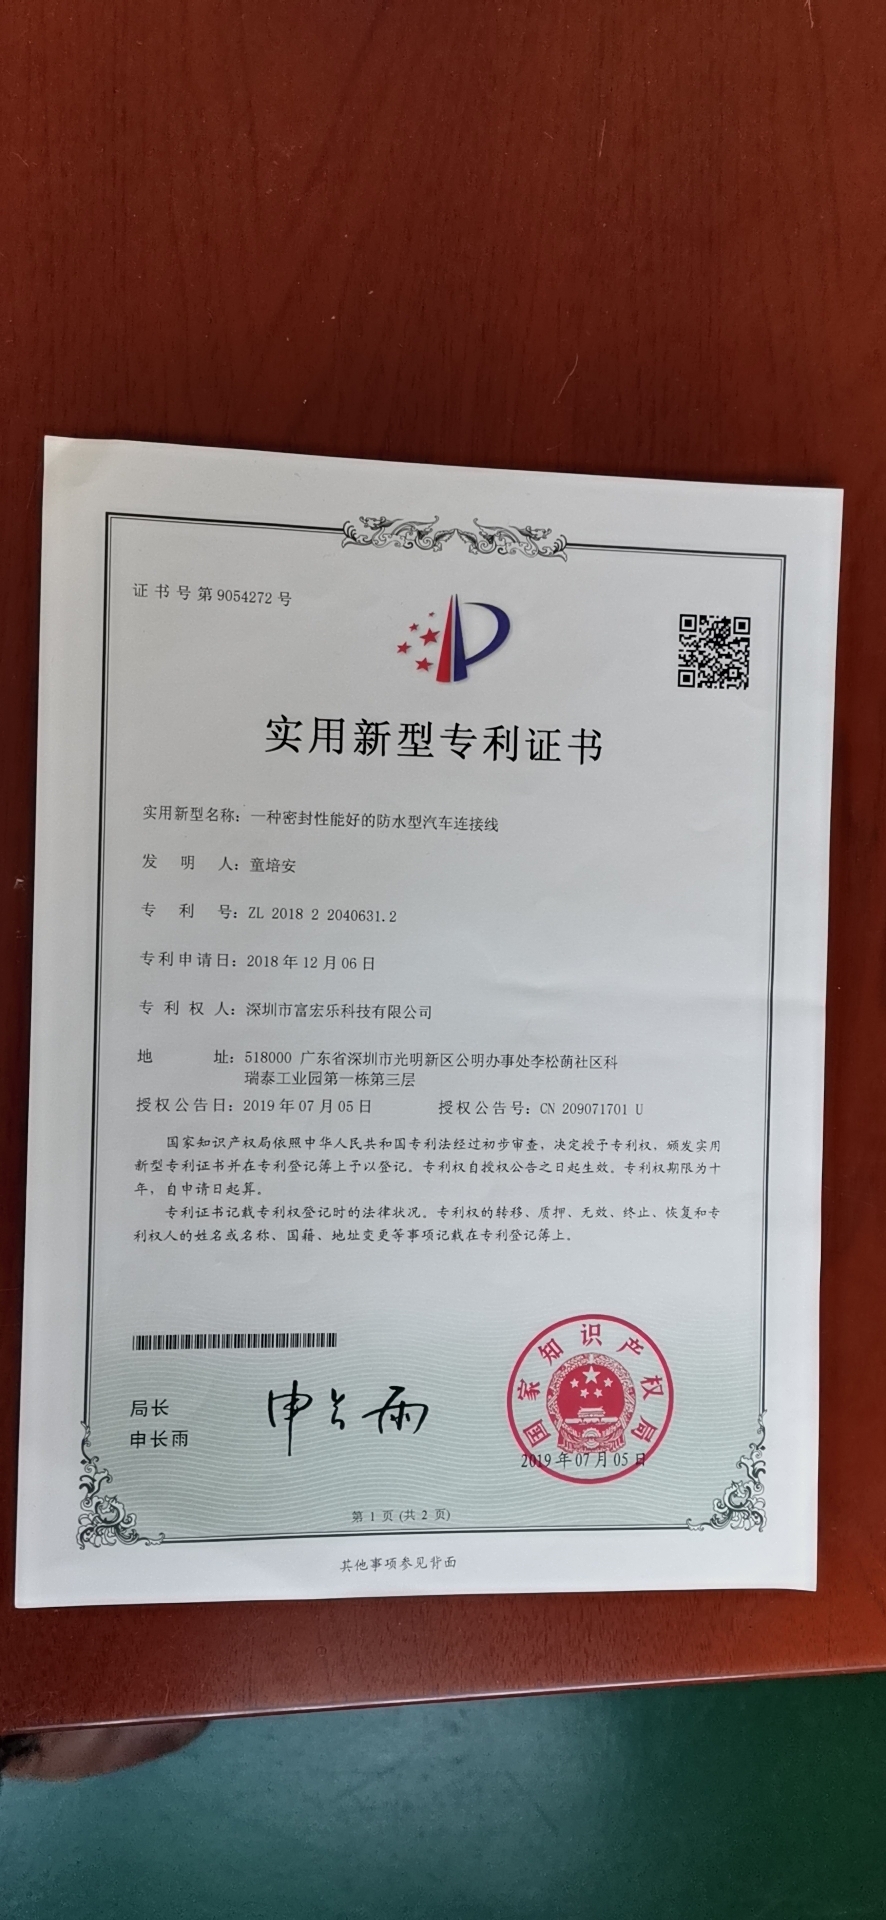 证书号第9054272号
实用新型专利证书
实用新型名称：一种密封性能好的防水型汽车连接线
发明人：童培安
专利号：ZL 2018 2 2040631.2
专利申请日：2018年12月06日
专利权人：深圳市富宏乐科技有限公司
地址：518000 广东省深圳市光明新区公明办事处李松蓢社区科
瑞泰工业园第一栋第三层
授权公告日：2019年07月05日 授权公告号：CN 209071701 U
国家知识产权局依照中华人民共和国专利法经过初步审查，决定授予专利权，颁发实用
新型专利证书并在专利登记簿上予以登记。专利权自授权公告之日起生效。专利权期限为十
年，自申请日起算。
专利证书记载专利权登记时的法律状况。专利权的转移、质押、无效、终止、恢复和专
利权人的姓名或名称、国籍、地址变更等事项记载在专利登记簿上。
局长
申长雨
申长雨
国家知识产权局
2019年07月05日
第 1 页 (共 2 页)
其他事项参见背面